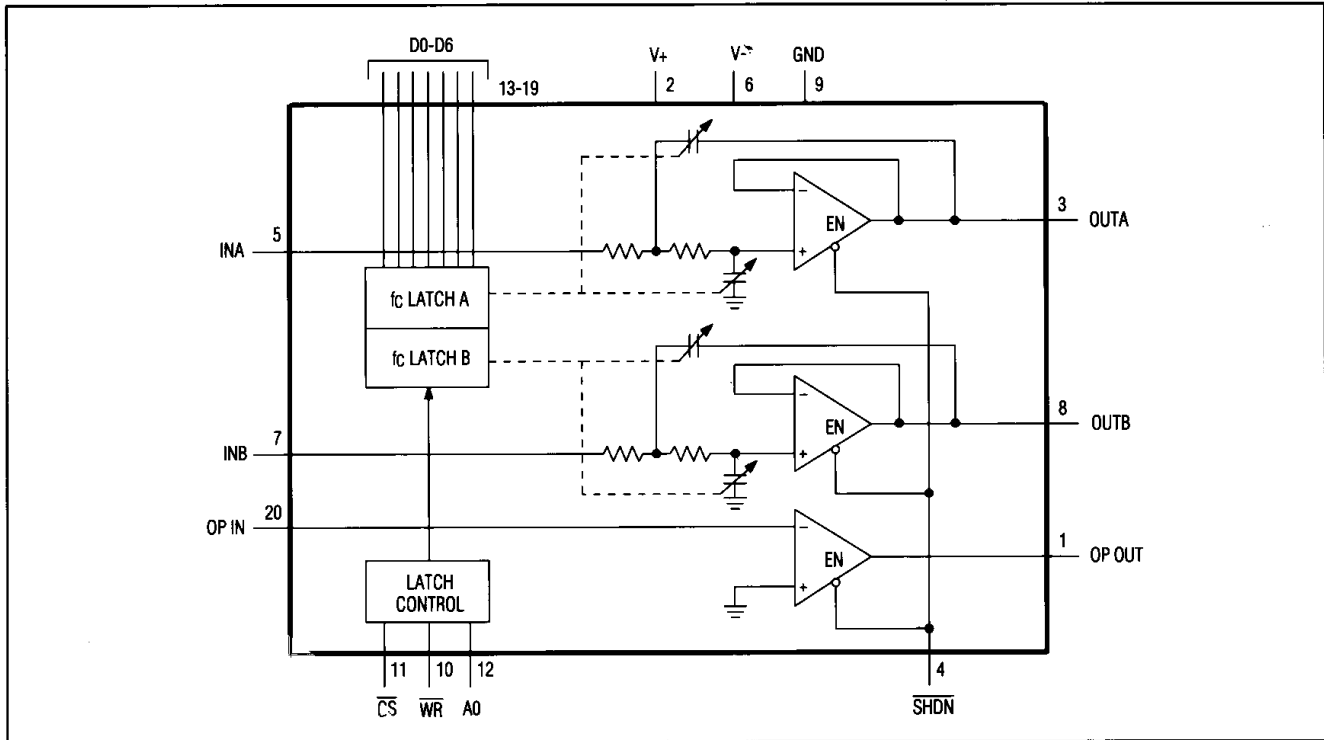 D0-D6
13-19
V+
2
V-
6
GND
9
INA
5
fC LATCH A
fC LATCH B
INB
7
OP IN
20
LATCH
CONTROL
11
10
12
CS
WR
A0
-
+
EN
3
OUTA
-
+
EN
8
OUTB
-
+
EN
1
OP OUT
4
SHDN